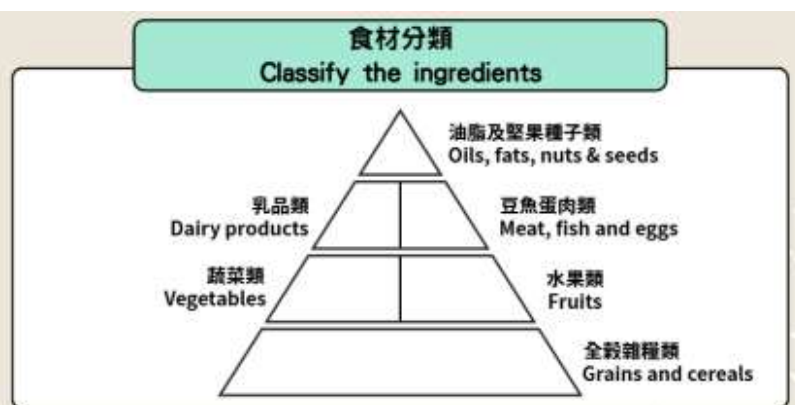 食材分類
Classify the ingredients
油脂及堅果種子類
Oils, fats, nuts & seeds
乳品類
Dairy products
豆魚蛋肉類
Meat, fish and eggs
蔬菜類
Vegetables
水果類
Fruits
全穀雜糧類
Grains and cereals